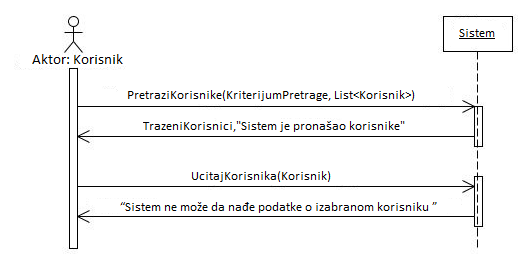 Sistem
Aktor: Korisnik
PretraziKorisnike(KriterijumPretrage, List<Korisnik>)
TrazeniKorisnici,"Sistem je pronašao korisnike"
UcitajKorisnika(Korisnik)
“Sistem ne može da nađe podatke o izabranom korisniku ”